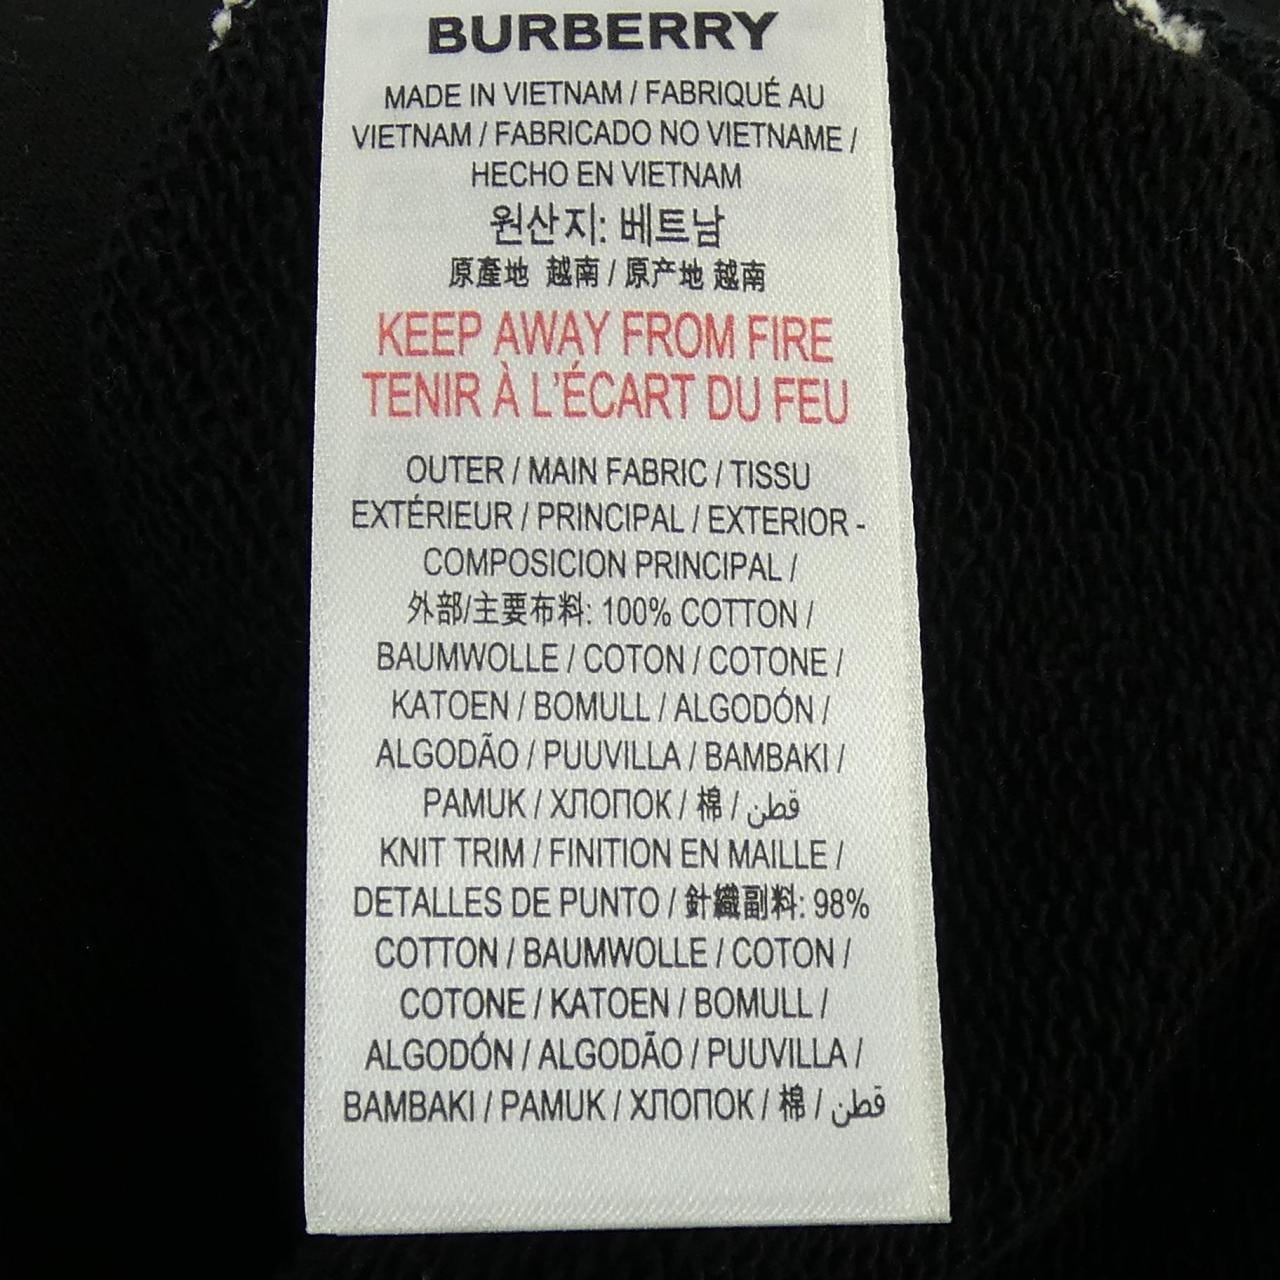 BURBERRY
MADE IN VIETNAM / FABRIQUÉ AU
VIETNAM / FABRICADO NO VIETNAME /
HECHO EN VIETNAM
원산지: 베트남
原產地 越南 / 原产地 越南
KEEP AWAY FROM FIRE
TENIR À L'ÉCART DU FEU
OUTER / MAIN FABRIC / TISSU
EXTÉRIEUR / PRINCIPAL / EXTERIOR -
COMPOSICION PRINCIPAL /
外部/主要布料: 100% COTTON /
BAUMWOLLE / COTON / COTONE /
KATOEN / BOMULL / ALGODÓN /
ALGODÃO / PUUVILLA / BAMBAKI /
PAMUK / ХЛОПОК / 棉 / قطن
KNIT TRIM / FINITION EN MAILLE /
DETALLES DE PUNTO / 針織副料: 98%
COTTON / BAUMWOLLE / COTON /
COTONE / KATOEN / BOMULL /
ALGODÓN / ALGODÃO / PUUVILLA /
BAMBAKI / PAMUK / ХЛОПОК / 棉 / قطن